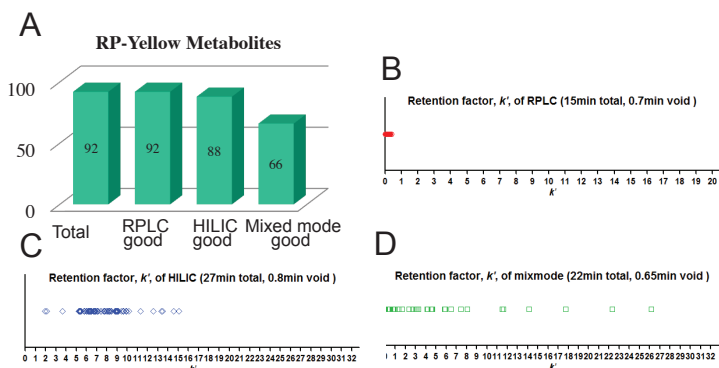 A
RP-Yellow Metabolites
100
50
0
92
92
88
66
Total
RPLC good
HILIC good
Mixed mode good
B
Retention factor, k′, of RPLC (15min total, 0.7min void )
0 1 2 3 4 5 6 7 8 9 10 11 12 13 14 15 16 17 18 19 20
k′
C
Retention factor, k′, of HILIC (27min total, 0.8min void )
0 1 2 3 4 5 6 7 8 9 10 11 12 13 14 15 16 17 18 19 20 21 22 23 24 25 26 27 28 29 30 31 32
k′
D
Retention factor, k′, of mixmode (22min total, 0.65min void )
0 1 2 3 4 5 6 7 8 9 10 11 12 13 14 15 16 17 18 19 20 21 22 23 24 25 26 27 28 29 30 31 32
k′